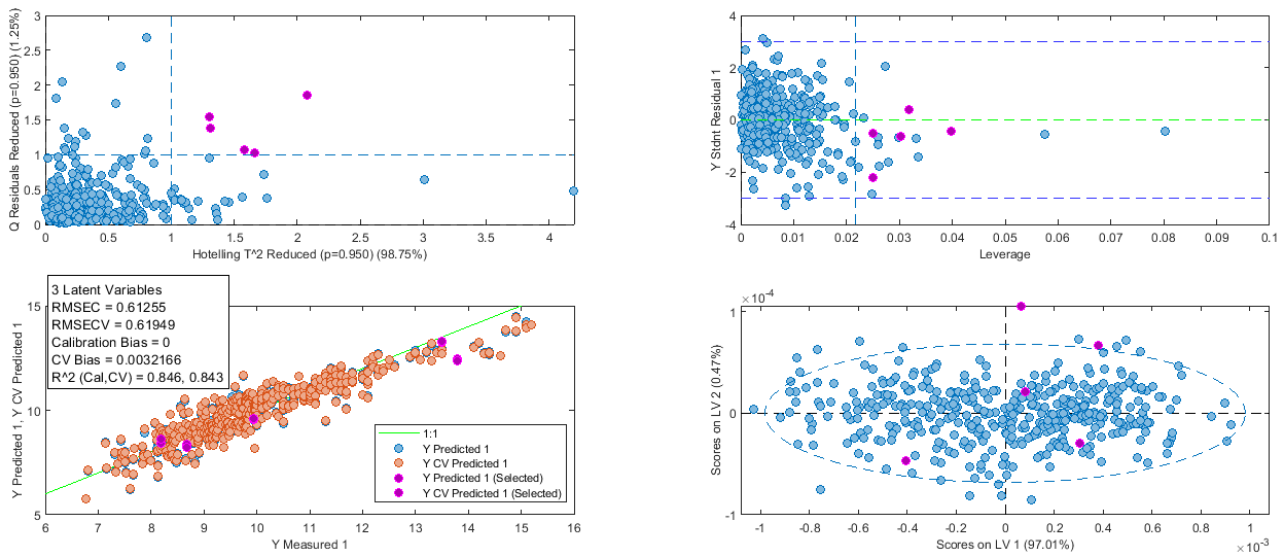 Q Residuals Reduced (p=0.950) (1.25%)
3
2.5
2
1.5
1
0.5
0
0 0.5 1 1.5 2 2.5 3 3.5 4
Hotelling T^2 Reduced (p=0.950) (98.75%)
Y Stdnt Residual 1
4
2
0
-2
-4
0 0.01 0.02 0.03 0.04 0.05 0.06 0.07 0.08 0.09 0.1
Leverage
Y Predicted 1, Y CV Predicted 1
15
10
5
3 Latent Variables
RMSEC = 0.61255
RMSECV = 0.61949
Calibration Bias = 0
CV Bias = 0.0032166
R^2 (Cal,CV) = 0.846, 0.843
1:1
Y Predicted 1
Y CV Predicted 1
Y Predicted 1 (Selected)
Y CV Predicted 1 (Selected)
6 7 8 9 10 11 12 13 14 15 16
Y Measured 1
Scores on LV 2 (0.47%)
×10^-4
1
0
-1
-1 -0.8 -0.6 -0.4 -0.2 0 0.2 0.4 0.6 0.8 1
Scores on LV 1 (97.01%)
×10^-3